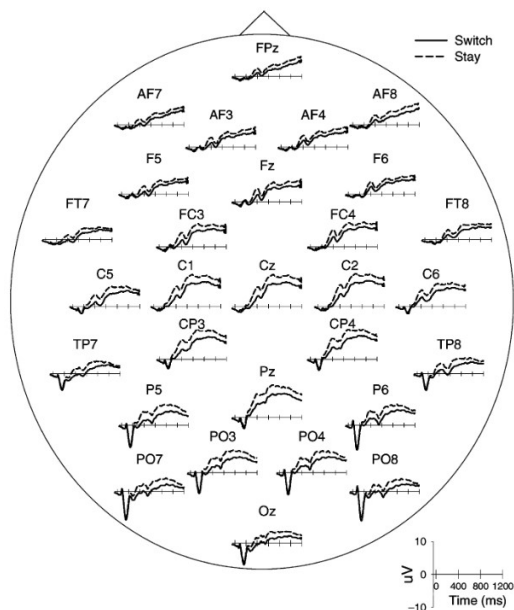 FPz
Switch
Stay
AF7
AF8
AF3
AF4
F5
Fz
F6
FT7
FT8
FC3
FC4
C5
C1
Cz
C2
C6
CP3
CP4
TP7
TP8
Pz
P5
P6
PO3
PO4
PO7
PO8
Oz
10
uV
0
−10
0 400 800 1200
Time (ms)